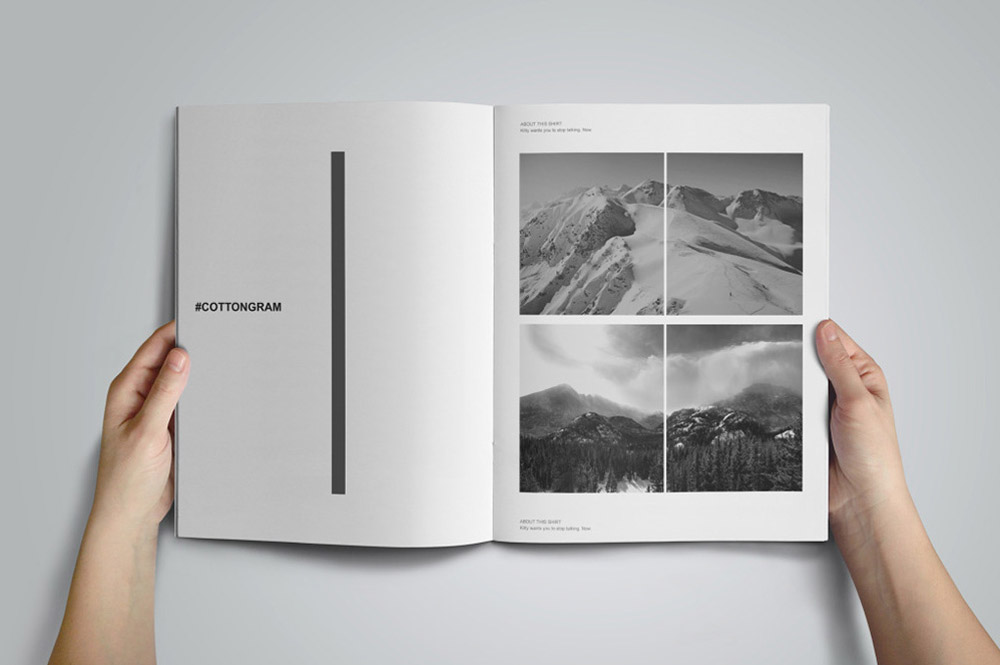 #COTTONGRAM
ABOUT THIS SHIRT
Kitty wants you to stop talking. Now.
ABOUT THIS SHIRT
Kitty wants you to stop talking. Now.